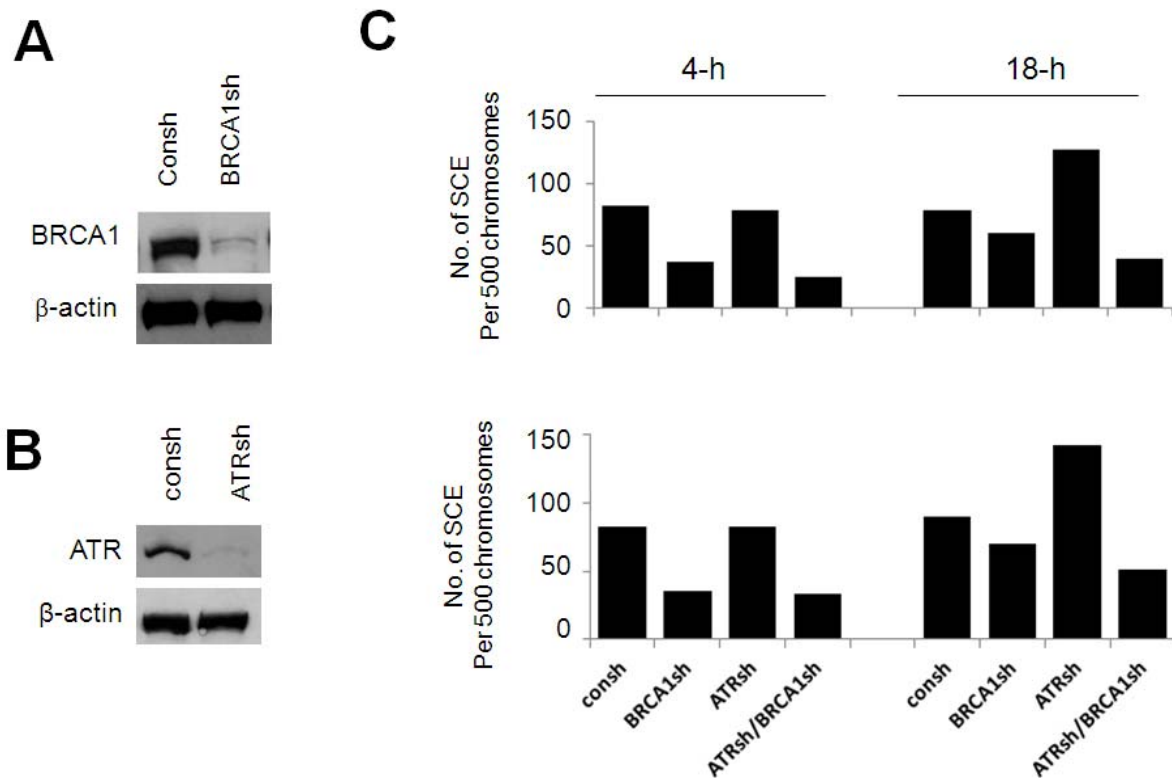 A
Consh
BRCA1sh
BRCA1
β-actin
B
consh
ATRsh
ATR
β-actin
C
4-h
18-h
No. of SCE
Per 500 chromosomes
150
100
50
0
No. of SCE
Per 500 chromosomes
150
100
50
0
consh
BRCA1sh
ATRsh
ATRsh/BRCA1sh
consh
BRCA1sh
ATRsh
ATRsh/BRCA1sh